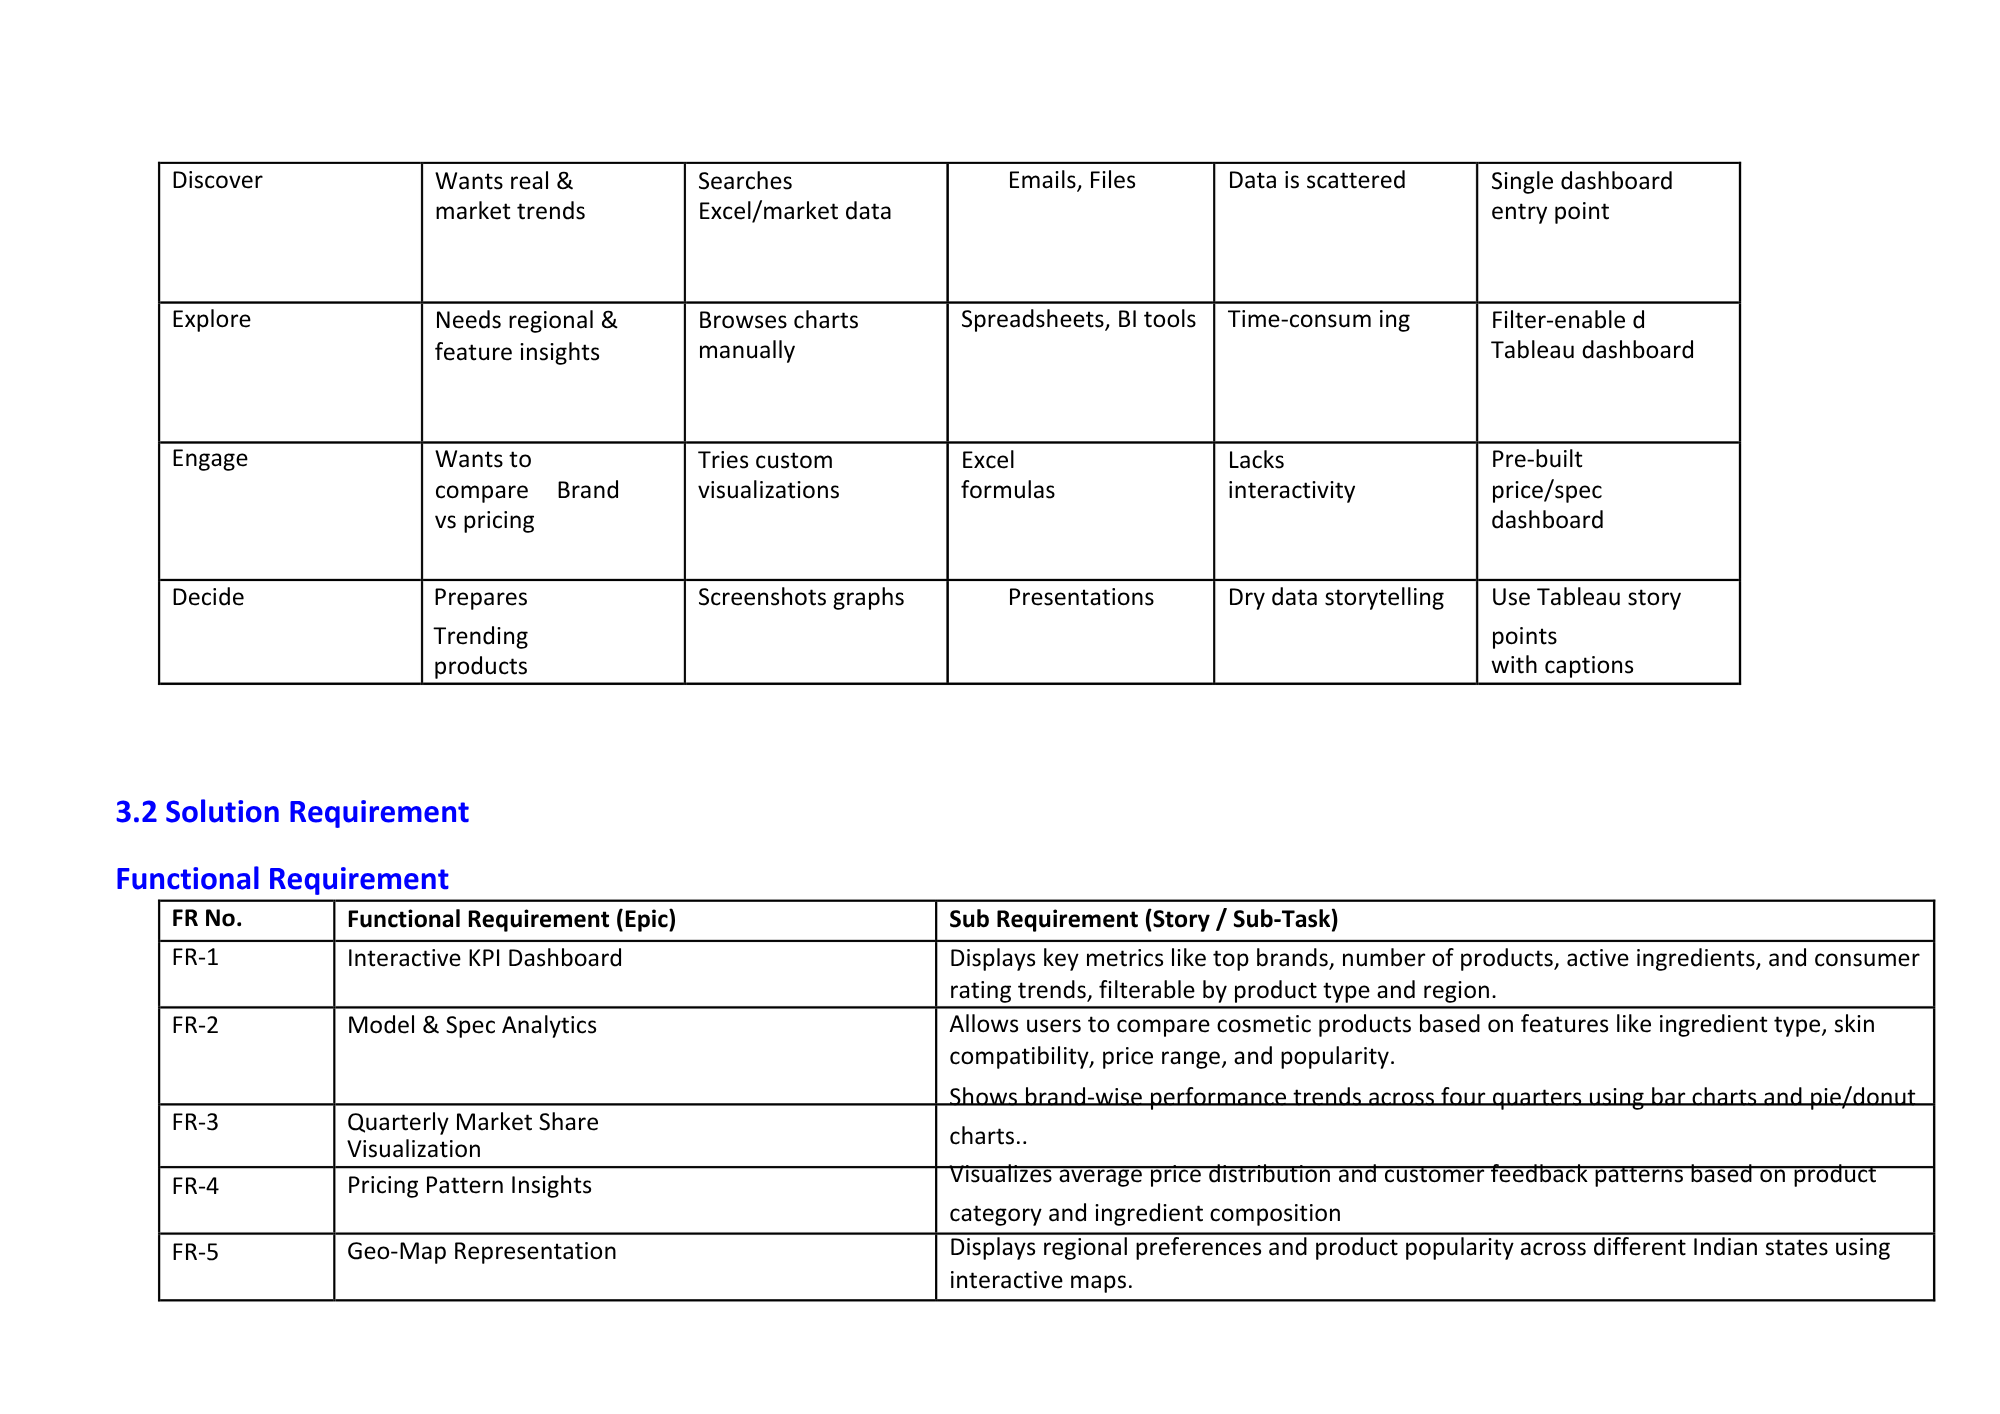 Discover
Wants real &
market trends
Searches
Excel/market data
Emails, Files
Data is scattered
Single dashboard
entry point
Explore
Needs regional &
feature insights
Browses charts
manually
Spreadsheets, BI tools
Time-consum ing
Filter-enable d
Tableau dashboard
Engage
Wants to
compare Brand
vs pricing
Tries custom
visualizations
Excel
formulas
Lacks
interactivity
Pre-built
price/spec
dashboard
Decide
Prepares
Trending
products
Screenshots graphs
Presentations
Dry data storytelling
Use Tableau story
points
with captions
3.2 Solution Requirement
Functional Requirement
FR No.
Functional Requirement (Epic)
Sub Requirement (Story / Sub-Task)
FR-1
Interactive KPI Dashboard
Displays key metrics like top brands, number of products, active ingredients, and consumer
rating trends, filterable by product type and region.
FR-2
Model & Spec Analytics
Allows users to compare cosmetic products based on features like ingredient type, skin
compatibility, price range, and popularity.
FR-3
Quarterly Market Share
Visualization
Shows brand-wise performance trends across four quarters using bar charts and pie/donut
charts..
FR-4
Pricing Pattern Insights
Visualizes average price distribution and customer feedback patterns based on product
category and ingredient composition
FR-5
Geo-Map Representation
Displays regional preferences and product popularity across different Indian states using
interactive maps.